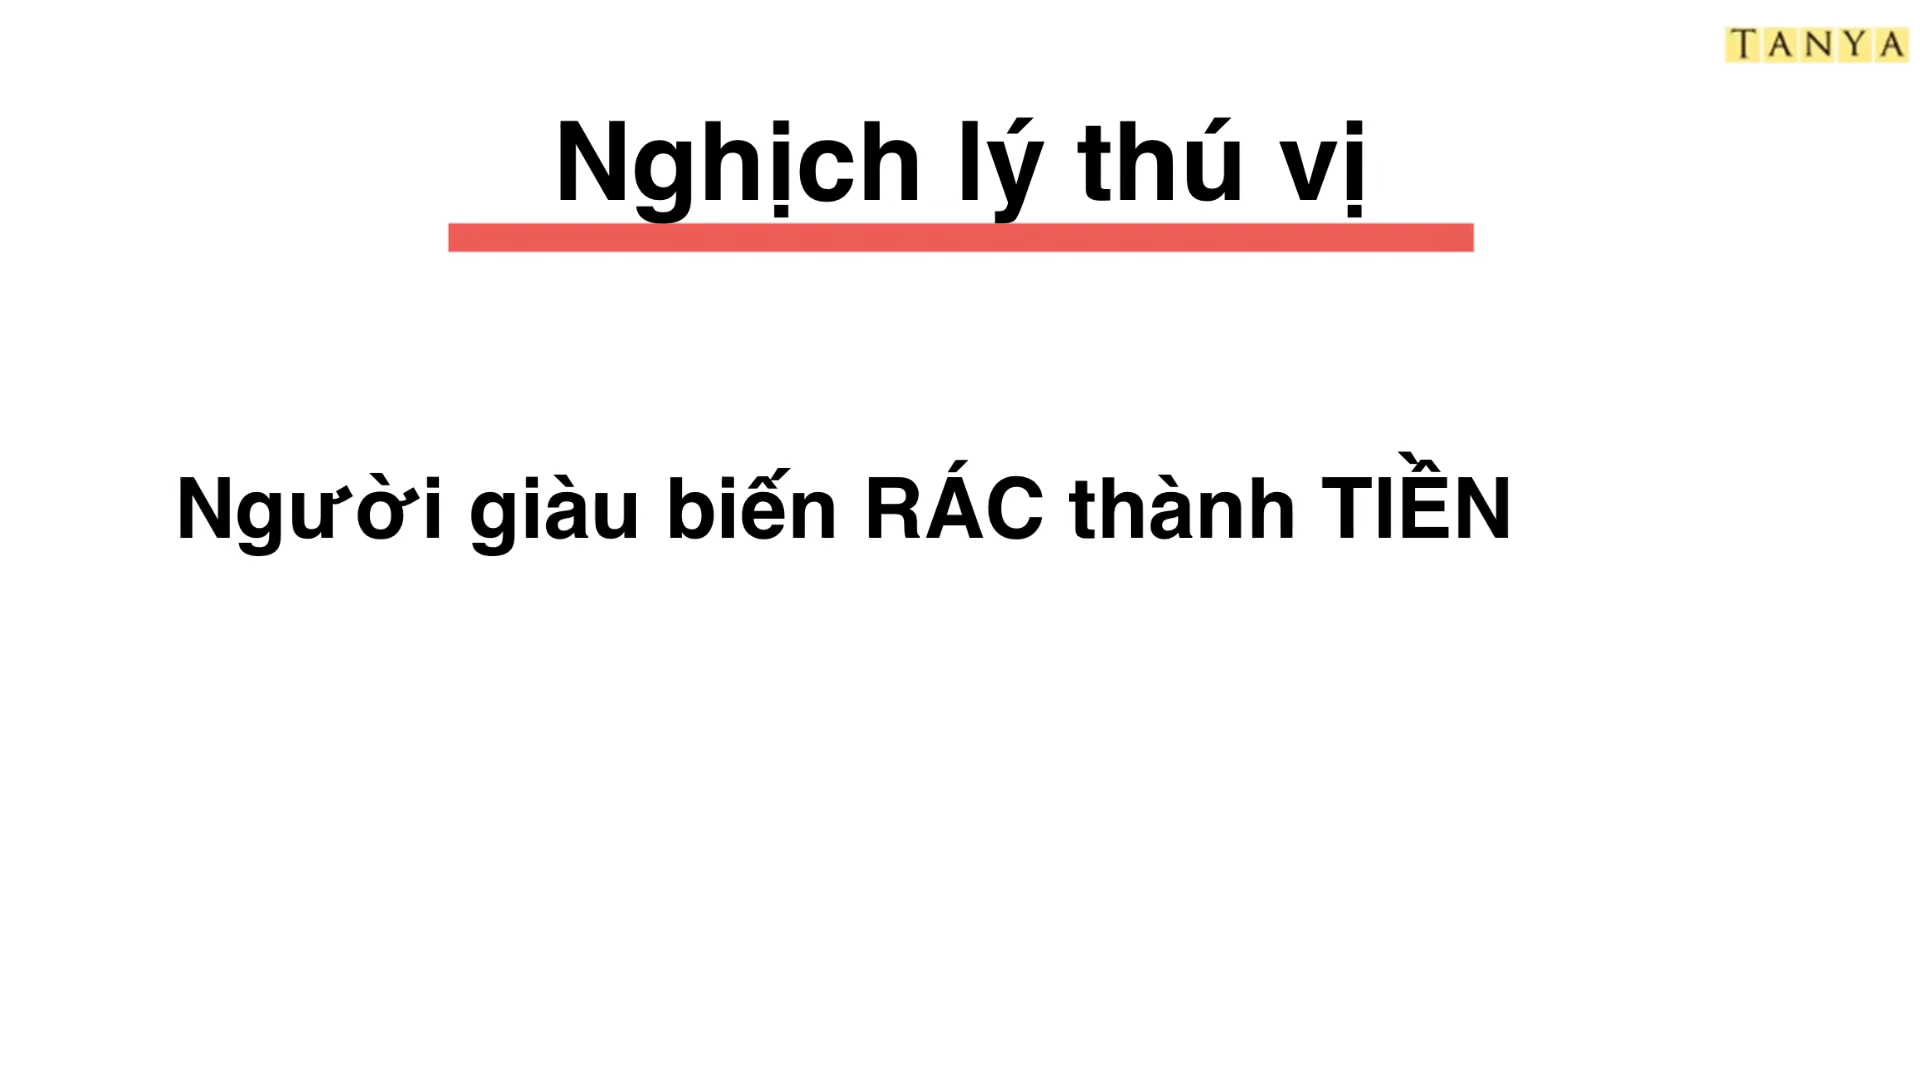 TANYA
Nghịch lý thú vị
Người giàu biến RÁC thành TIỀN